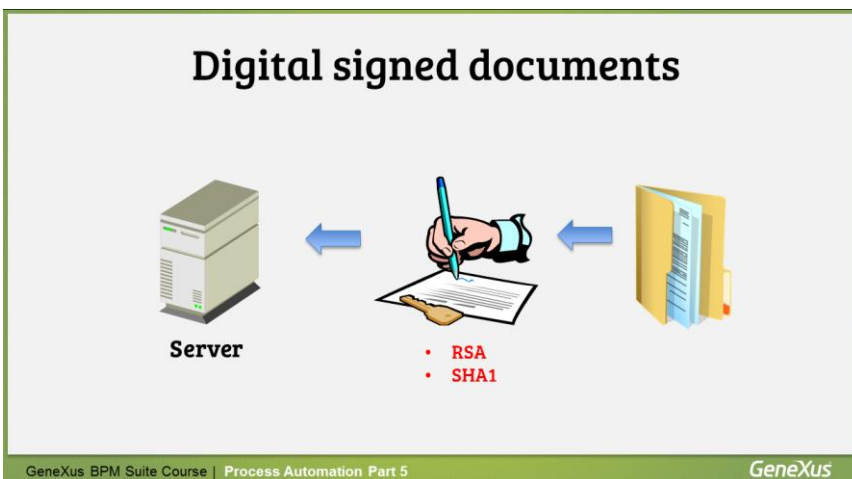 Digital signed documents
Server
• RSA
• SHA1
GeneXus BPM Suite Course | Process Automation Part 5
GeneXus